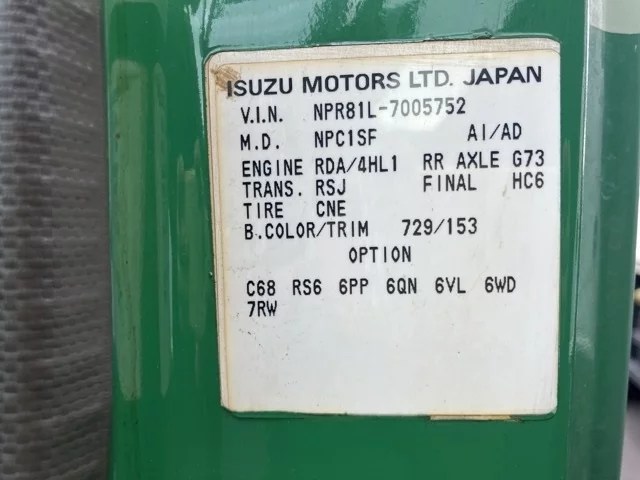 ISUZU MOTORS LTD. JAPAN
V.I.N. NPR81L-7005752
M.D. NPC1SF AI/AD
ENGINE RDA/4HL1 RR AXLE G73
TRANS. RSJ FINAL HC6
TIRE CNE
B.COLOR/TRIM 729/153
OPTION
C68 RS6 6PP 6QN 6VL 6WD
7RW